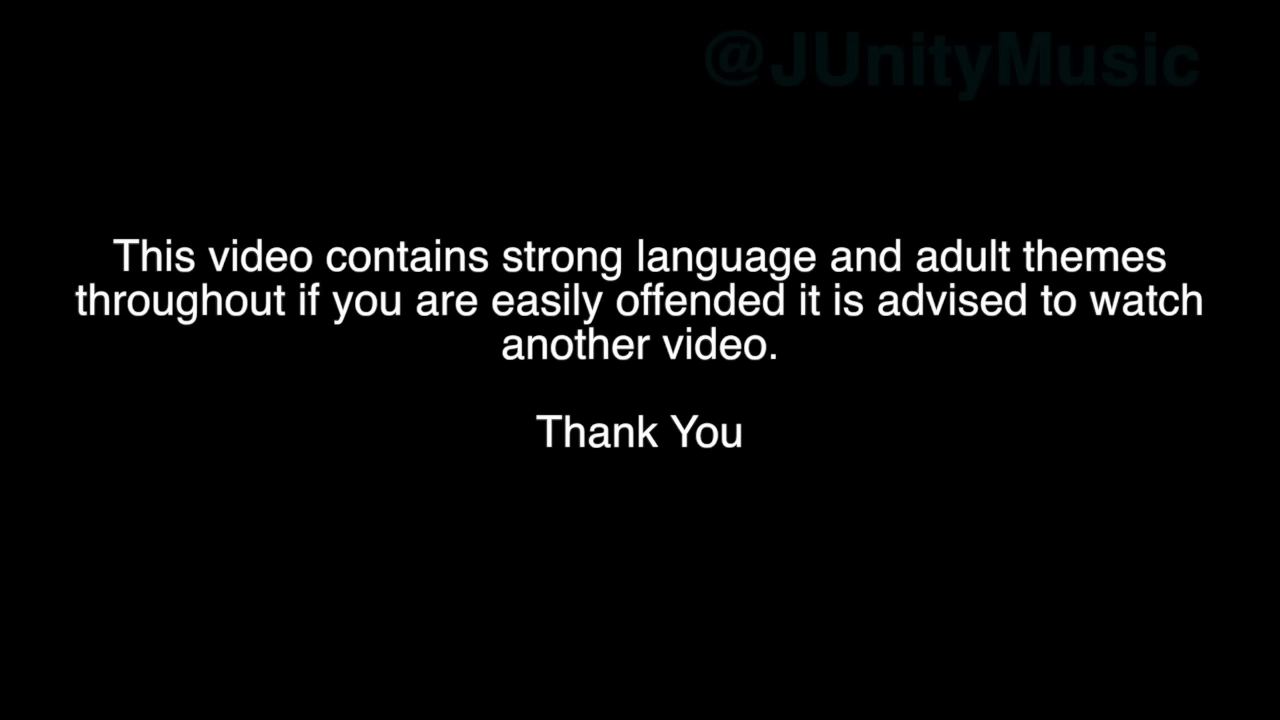 @JUnityMusic
This video contains strong language and adult themes
throughout if you are easily offended it is advised to watch
another video.
Thank You